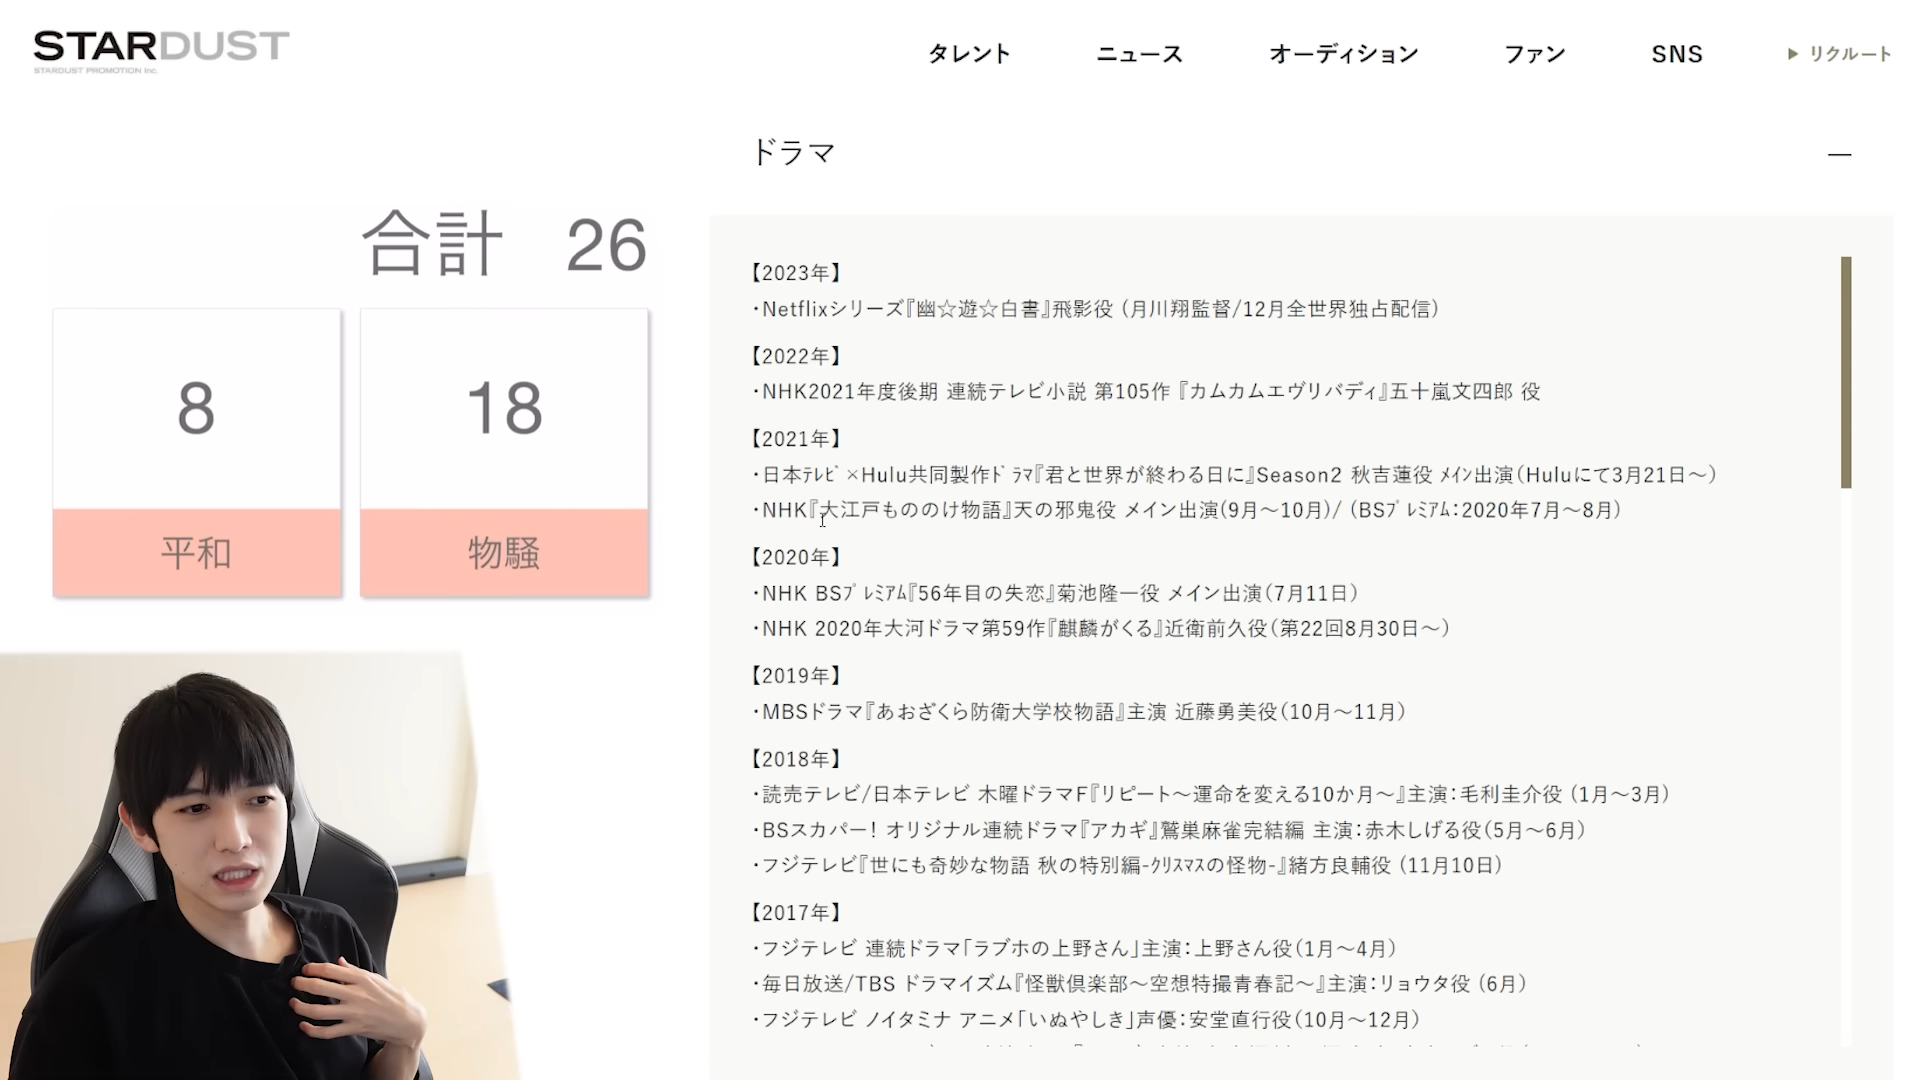 STARDUST
STARDUST PROMOTION Inc.
タレント
ニュース
オーディション
ファン
SNS
▶ リクルート
ドラマ
合計 26
8
18
平和
物騒
【2023年】
・Netflixシリーズ『幽☆遊☆白書』飛影役（月川翔監督/12月全世界独占配信）
【2022年】
・NHK2021年度後期 連続テレビ小説 第105作『カムカムエヴリバディ』五十嵐文四郎 役
【2021年】
・日本ﾃﾚﾋﾞ×Hulu共同製作ﾄﾞﾗﾏ『君と世界が終わる日に』Season2 秋吉蓮役 ﾒｲﾝ出演（Huluにて3月21日～）
・NHK『大江戸もののけ物語』天の邪鬼役 メイン出演(9月～10月)/（BSﾌﾟﾚﾐｱﾑ：2020年7月～8月）
【2020年】
・NHK BSﾌﾟﾚﾐｱﾑ『56年目の失恋』菊池隆一役 メイン出演（7月11日）
・NHK 2020年大河ドラマ第59作『麒麟がくる』近衛前久役（第22回8月30日～）
【2019年】
・MBSドラマ『あおざくら防衛大学校物語』主演 近藤勇美役（10月～11月）
【2018年】
・読売テレビ/日本テレビ 木曜ドラマF『リピート～運命を変える10か月～』主演：毛利圭介役（1月～3月）
・BSスカパー！ オリジナル連続ドラマ『アカギ』鷲巣麻雀完結編 主演：赤木しげる役（5月～6月）
・フジテレビ『世にも奇妙な物語 秋の特別編-ｸﾘｽﾏｽの怪物-』緒方良輔役（11月10日）
【2017年】
・フジテレビ 連続ドラマ「ラブホの上野さん」主演：上野さん役（1月～4月）
・毎日放送/TBS ドラマイズム『怪獣倶楽部～空想特撮青春記～』主演：リョウタ役（6月）
・フジテレビ ノイタミナ アニメ「いぬやしき」声優：安堂直行役（10月～12月）